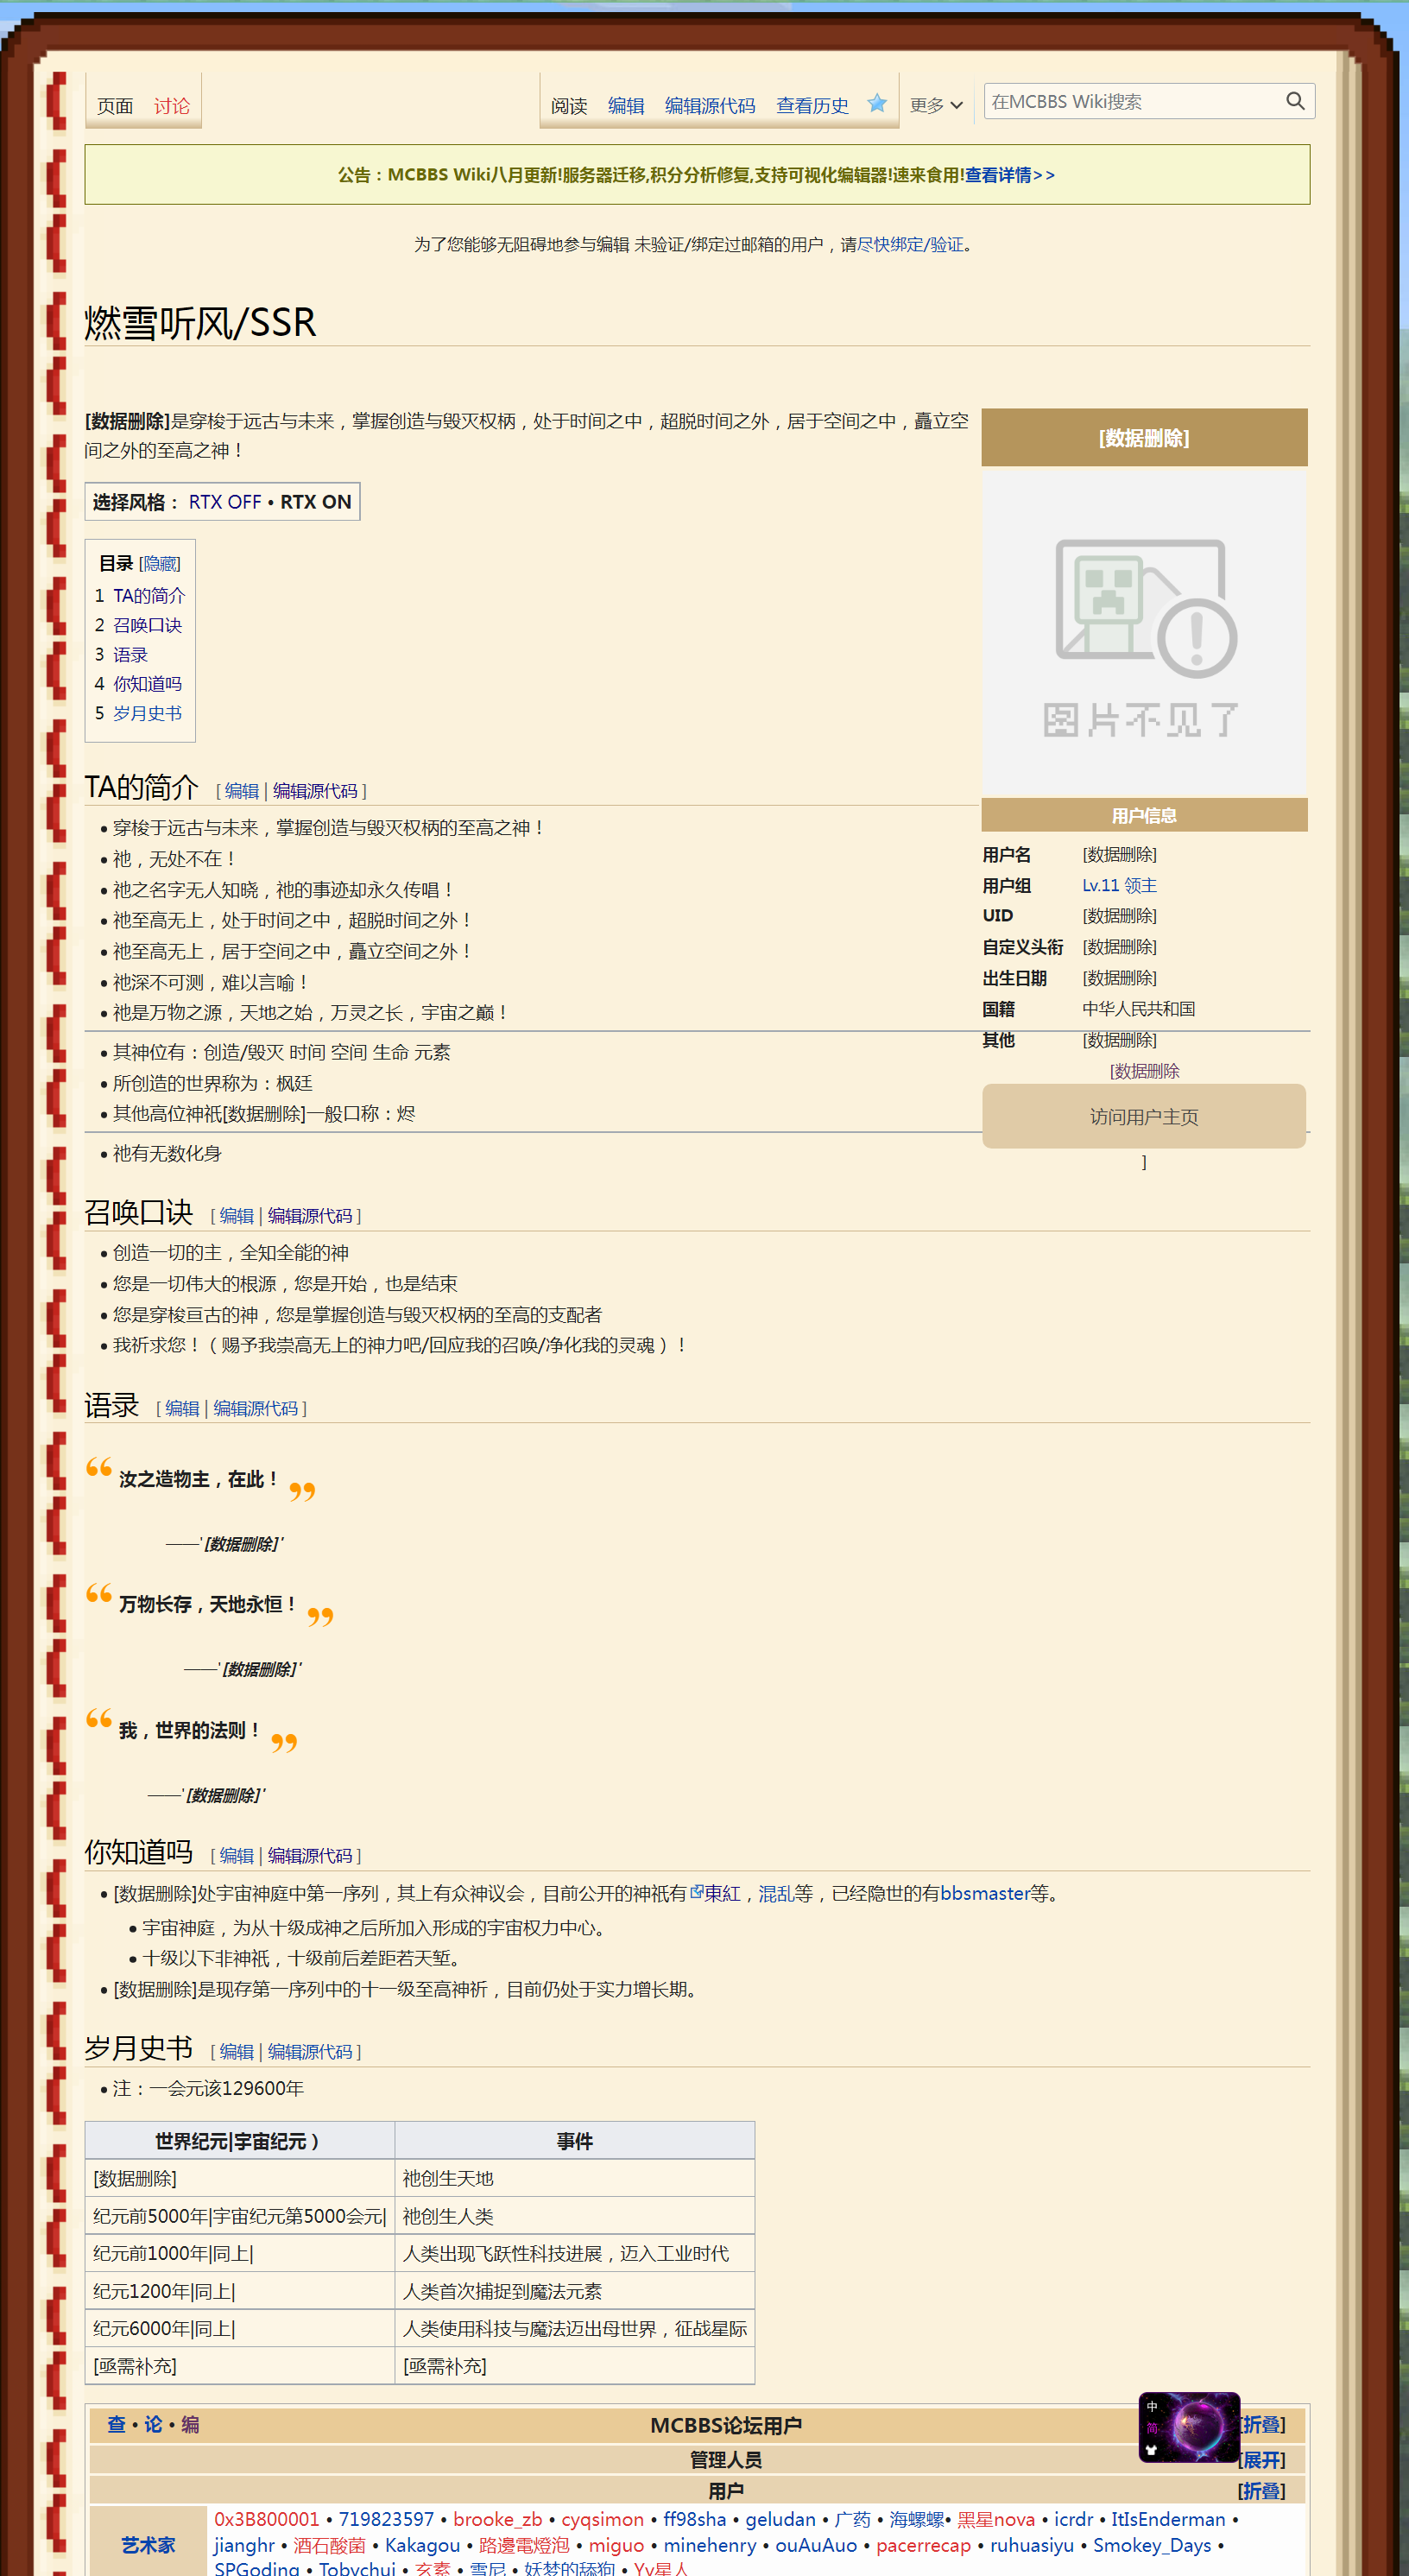 页面 讨论 阅读 编辑 编辑源代码 查看历史 更多 在MCBBS Wiki搜索
公告：MCBBS Wiki八月更新!服务器迁移,积分分析修复,支持可视化编辑器!速来食用!查看详情>>
为了您能够无阻碍地参与编辑 未验证/绑定过邮箱的用户，请尽快绑定/验证。
燃雪听风/SSR
[数据删除]是穿梭于远古与未来，掌握创造与毁灭权柄，处于时间之中，超脱时间之外，居于空间之中，矗立空
间之外的至高之神！
选择风格： RTX OFF • RTX ON
目录 [隐藏]
1 TA的简介
2 召唤口诀
3 语录
4 你知道吗
5 岁月史书
[数据删除]
图片不见了
用户信息
用户名 [数据删除]
用户组 Lv.11 领主
UID [数据删除]
自定义头衔 [数据删除]
出生日期 [数据删除]
国籍 中华人民共和国
其他 [数据删除]
[数据删除
访问用户主页
]
TA的简介 [ 编辑 | 编辑源代码 ]
• 穿梭于远古与未来，掌握创造与毁灭权柄的至高之神！
• 祂，无处不在！
• 祂之名字无人知晓，祂的事迹却永久传唱！
• 祂至高无上，处于时间之中，超脱时间之外！
• 祂至高无上，居于空间之中，矗立空间之外！
• 祂深不可测，难以言喻！
• 祂是万物之源，天地之始，万灵之长，宇宙之巅！
• 其神位有：创造/毁灭 时间 空间 生命 元素
• 所创造的世界称为：枫廷
• 其他高位神祇[数据删除]一般口称：烬
• 祂有无数化身
召唤口诀 [ 编辑 | 编辑源代码 ]
• 创造一切的主，全知全能的神
• 您是一切伟大的根源，您是开始，也是结束
• 您是穿梭亘古的神，您是掌握创造与毁灭权柄的至高的支配者
• 我祈求您！（赐予我崇高无上的神力吧/回应我的召唤/净化我的灵魂）！
语录 [ 编辑 | 编辑源代码 ]
“ 汝之造物主，在此！ ”
——'[数据删除]'
“ 万物长存，天地永恒！ ”
——'[数据删除]'
“ 我，世界的法则！ ”
——'[数据删除]'
你知道吗 [ 编辑 | 编辑源代码 ]
• [数据删除]处宇宙神庭中第一序列，其上有众神议会，目前公开的神祇有東紅，混乱等，已经隐世的有bbsmaster等。
• 宇宙神庭，为从十级成神之后所加入形成的宇宙权力中心。
• 十级以下非神祇，十级前后差距若天堑。
• [数据删除]是现存第一序列中的十一级至高神祈，目前仍处于实力增长期。
岁月史书 [ 编辑 | 编辑源代码 ]
• 注：一会元该129600年
世界纪元|宇宙纪元） 事件
[数据删除] 祂创生天地
纪元前5000年|宇宙纪元第5000会元| 祂创生人类
纪元前1000年|同上| 人类出现飞跃性科技进展，迈入工业时代
纪元1200年|同上| 人类首次捕捉到魔法元素
纪元6000年|同上| 人类使用科技与魔法迈出母世界，征战星际
[亟需补充] [亟需补充]
查 • 论 • 编 MCBBS论坛用户 [折叠]
中
简
管理人员 [展开]
用户 [折叠]
艺术家
0x3B800001 • 719823597 • brooke_zb • cyqsimon • ff98sha • geludan • 广药 • 海螺螺• 黑星nova • icrdr • ItIsEnderman •
jianghr • 酒石酸菌 • Kakagou • 路邊電燈泡 • miguo • minehenry • ouAuAuo • pacerrecap • ruhuasiyu • Smokey_Days •
SPGoding • Tobychui • 玄素 • 雪尼 • 妖梦的舔狗 • Yy星人